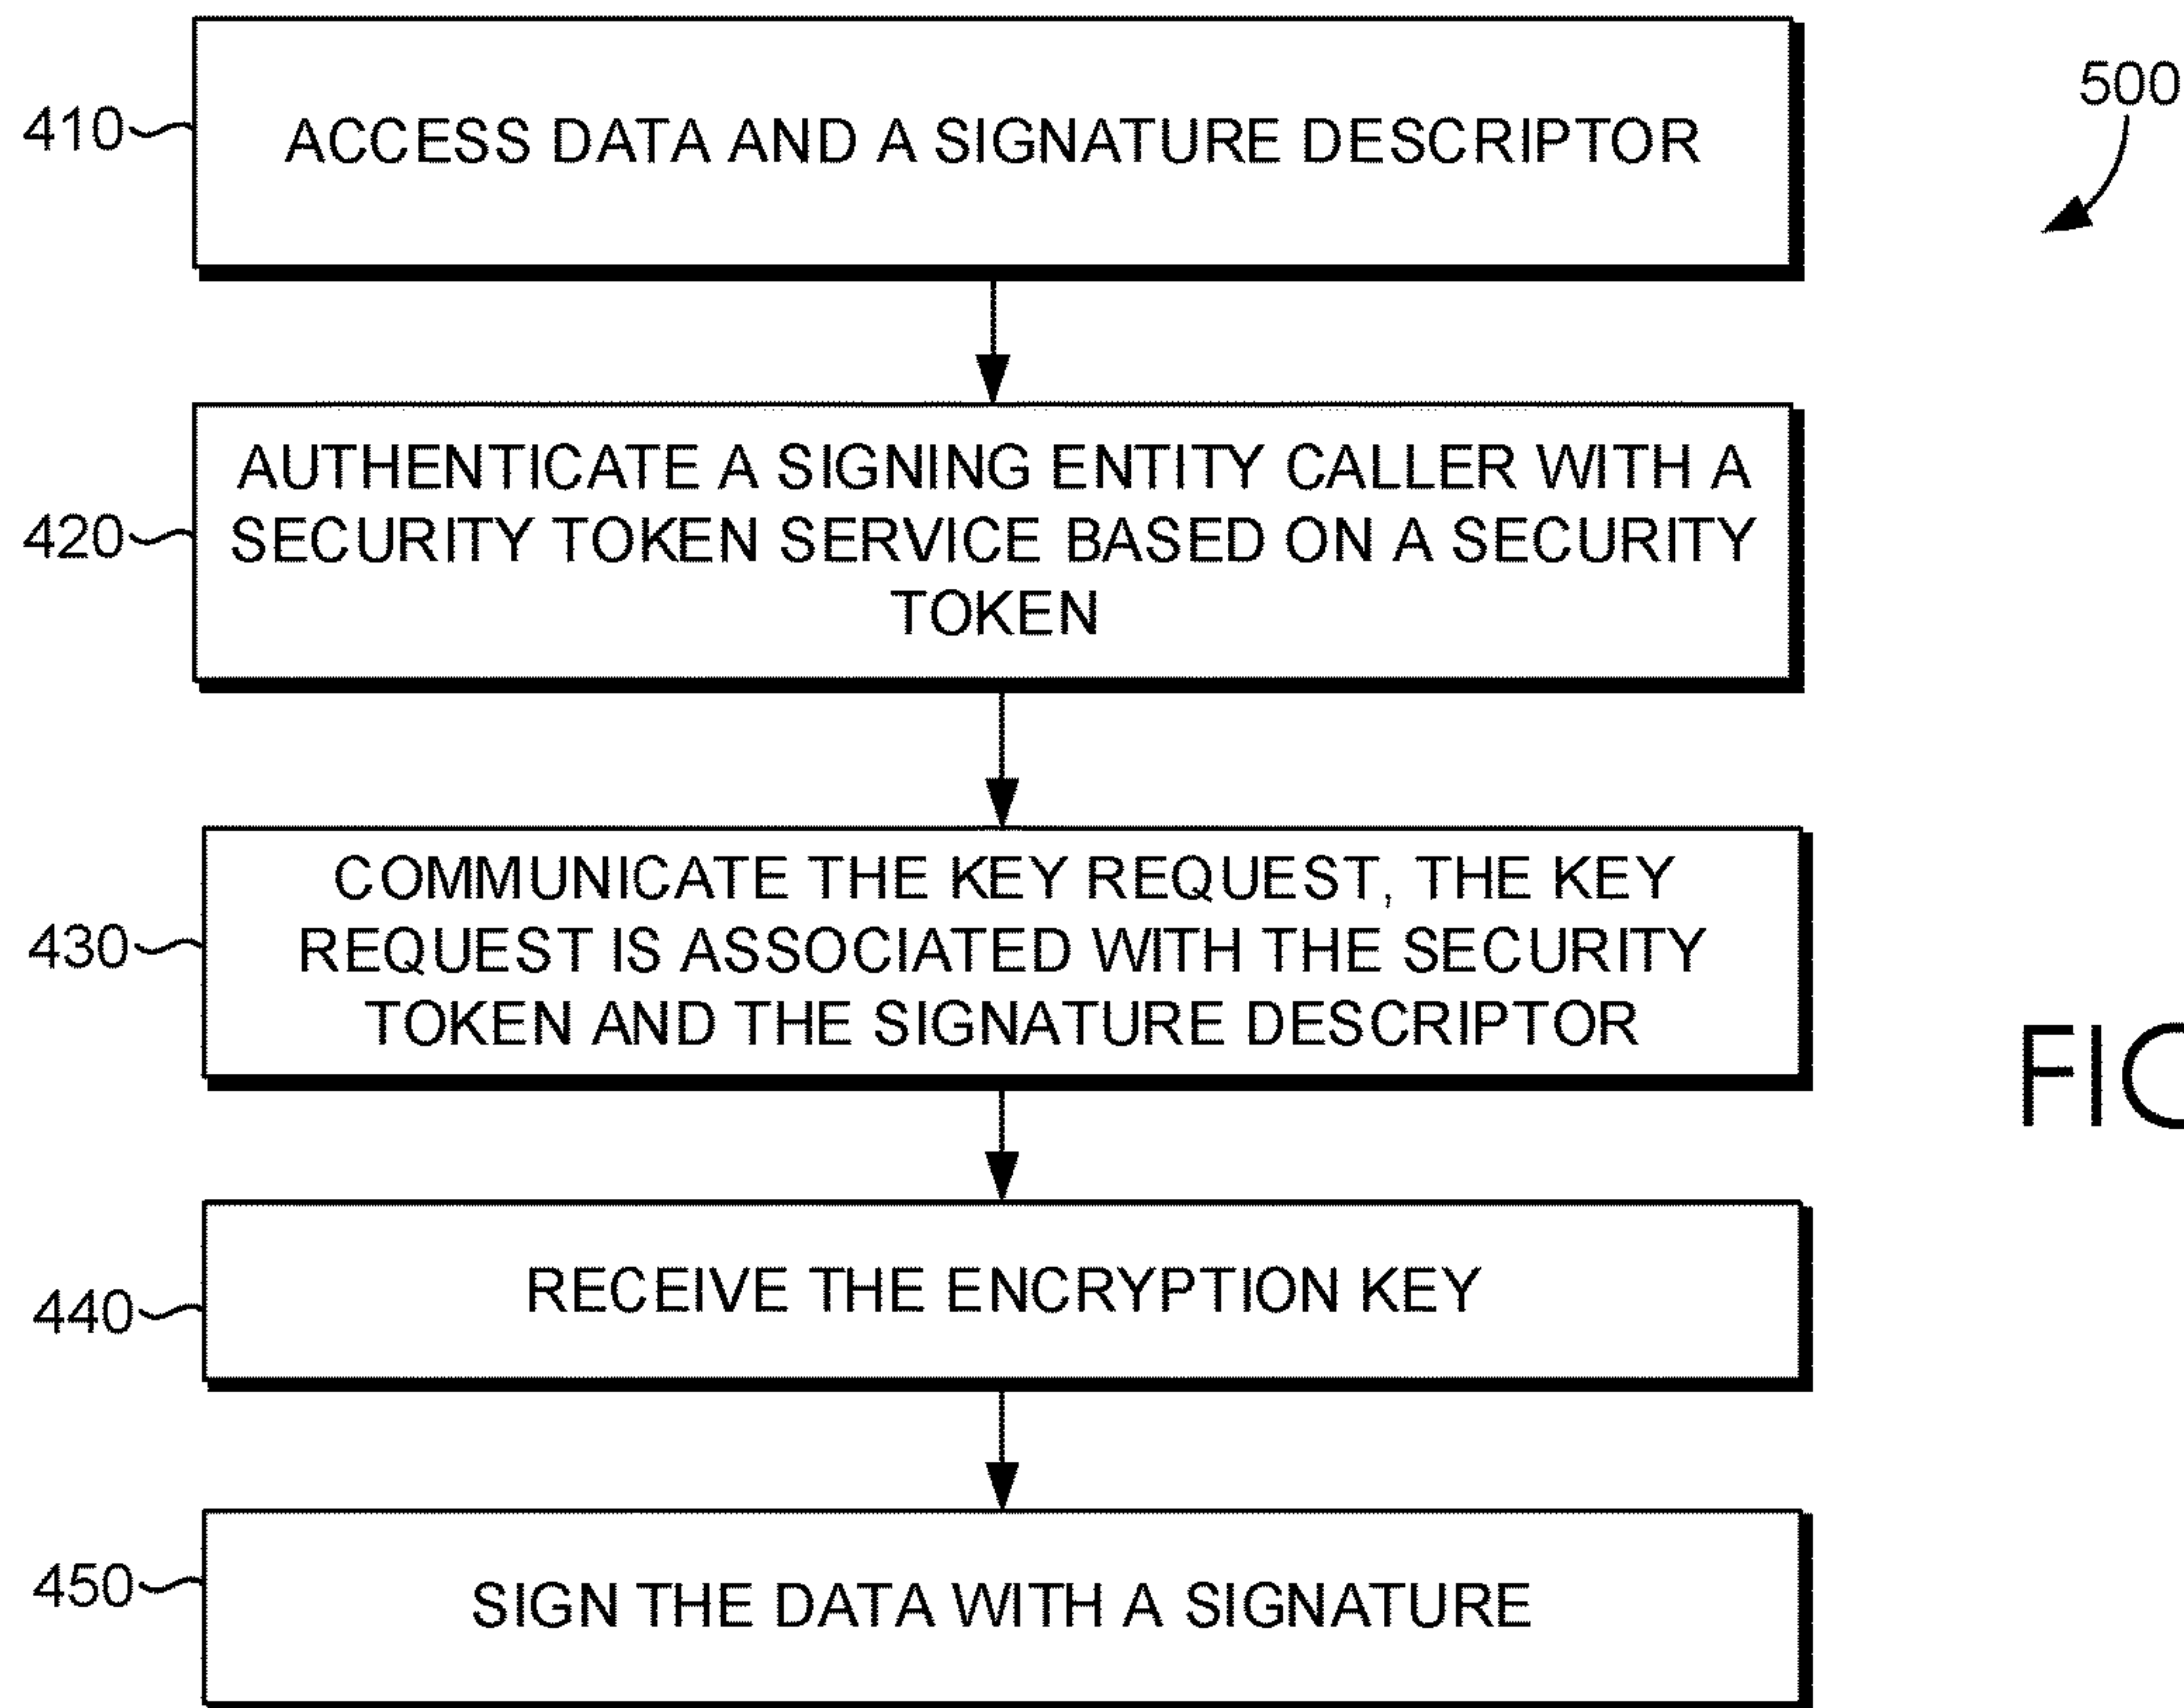 410
ACCESS DATA AND A SIGNATURE DESCRIPTOR
500
420
AUTHENTICATE A SIGNING ENTITY CALLER WITH A
SECURITY TOKEN SERVICE BASED ON A SECURITY
TOKEN
430
COMMUNICATE THE KEY REQUEST, THE KEY
REQUEST IS ASSOCIATED WITH THE SECURITY
TOKEN AND THE SIGNATURE DESCRIPTOR
440
RECEIVE THE ENCRYPTION KEY
450
SIGN THE DATA WITH A SIGNATURE